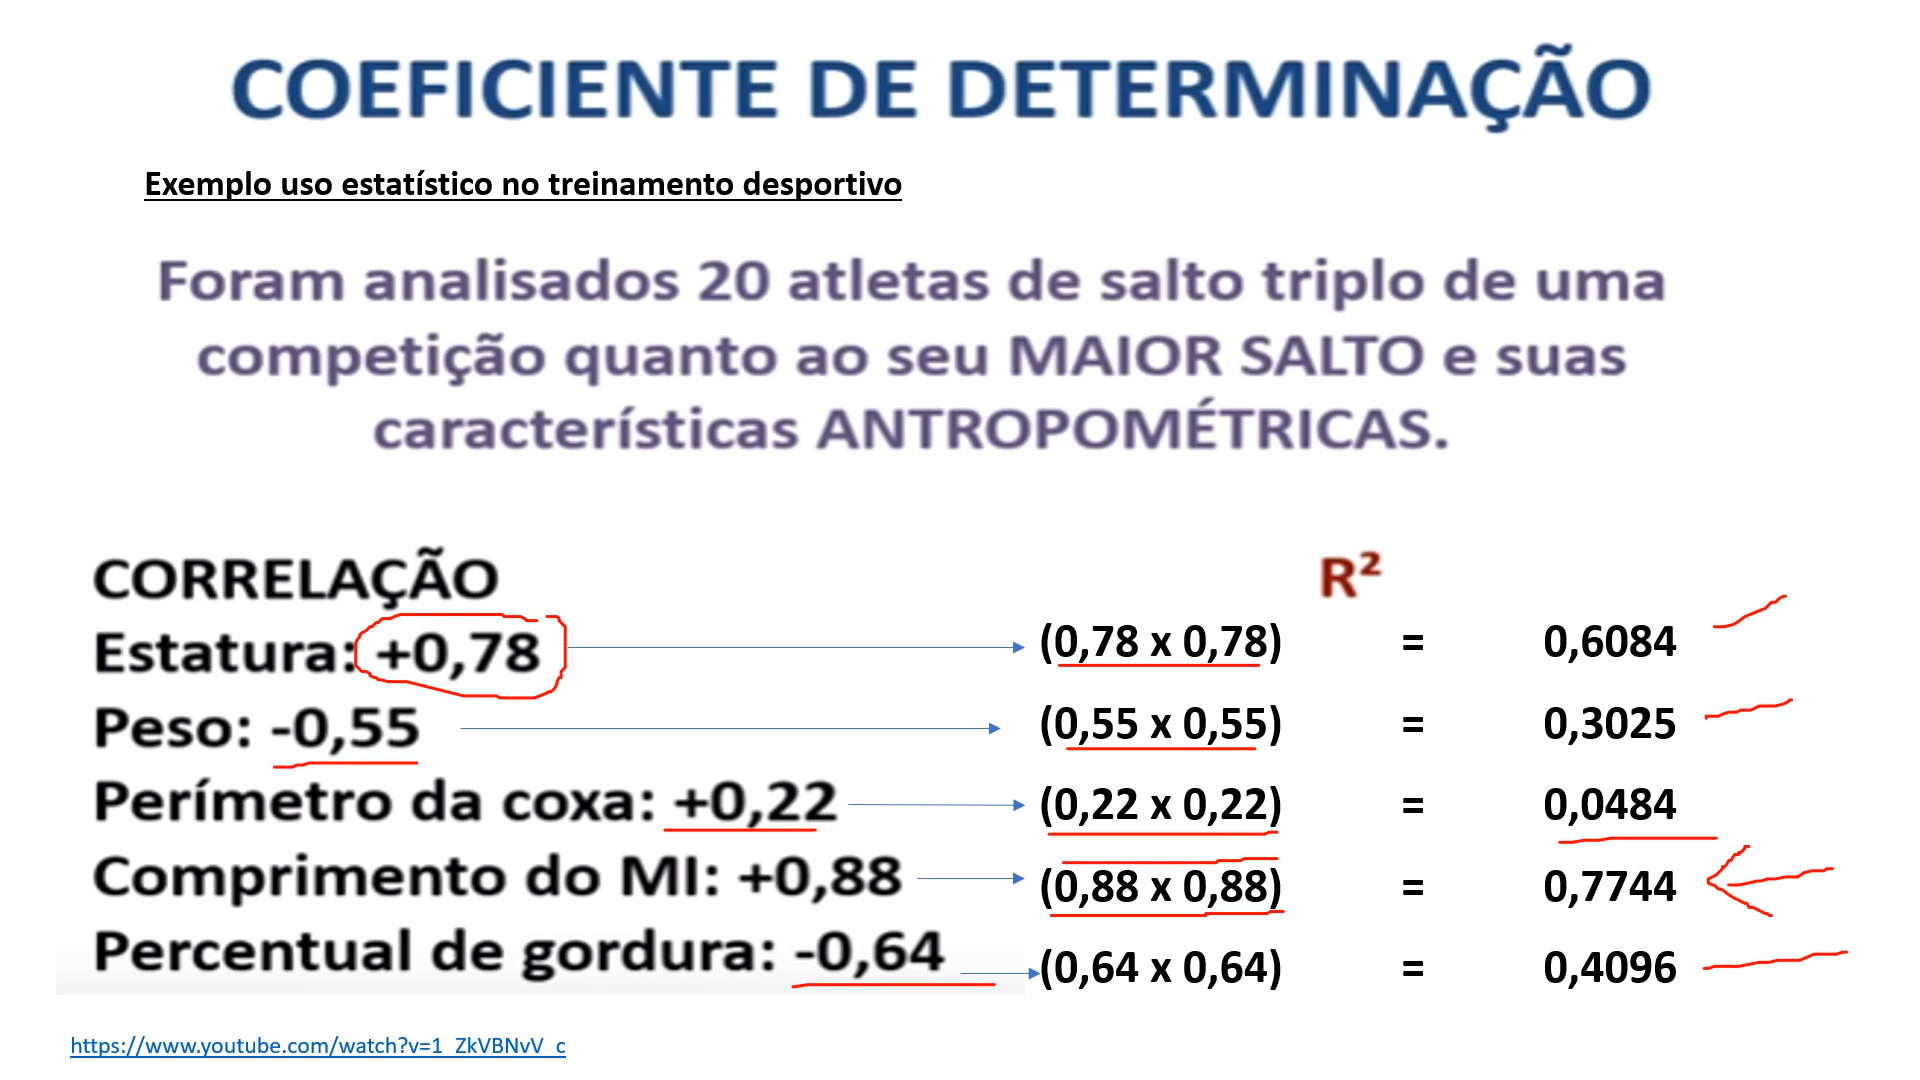 COEFICIENTE DE DETERMINAÇÃO
Exemplo uso estatístico no treinamento desportivo
Foram analisados 20 atletas de salto triplo de uma
competição quanto ao seu MAIOR SALTO e suas
características ANTROPOMÉTRICAS.
CORRELAÇÃO R²
Estatura: +0,78 (0,78 x 0,78) = 0,6084
Peso: -0,55 (0,55 x 0,55) = 0,3025
Perímetro da coxa: +0,22 (0,22 x 0,22) = 0,0484
Comprimento do MI: +0,88 (0,88 x 0,88) = 0,7744
Percentual de gordura: -0,64 (0,64 x 0,64) = 0,4096
https://www.youtube.com/watch?v=1_ZkVBNvV_c